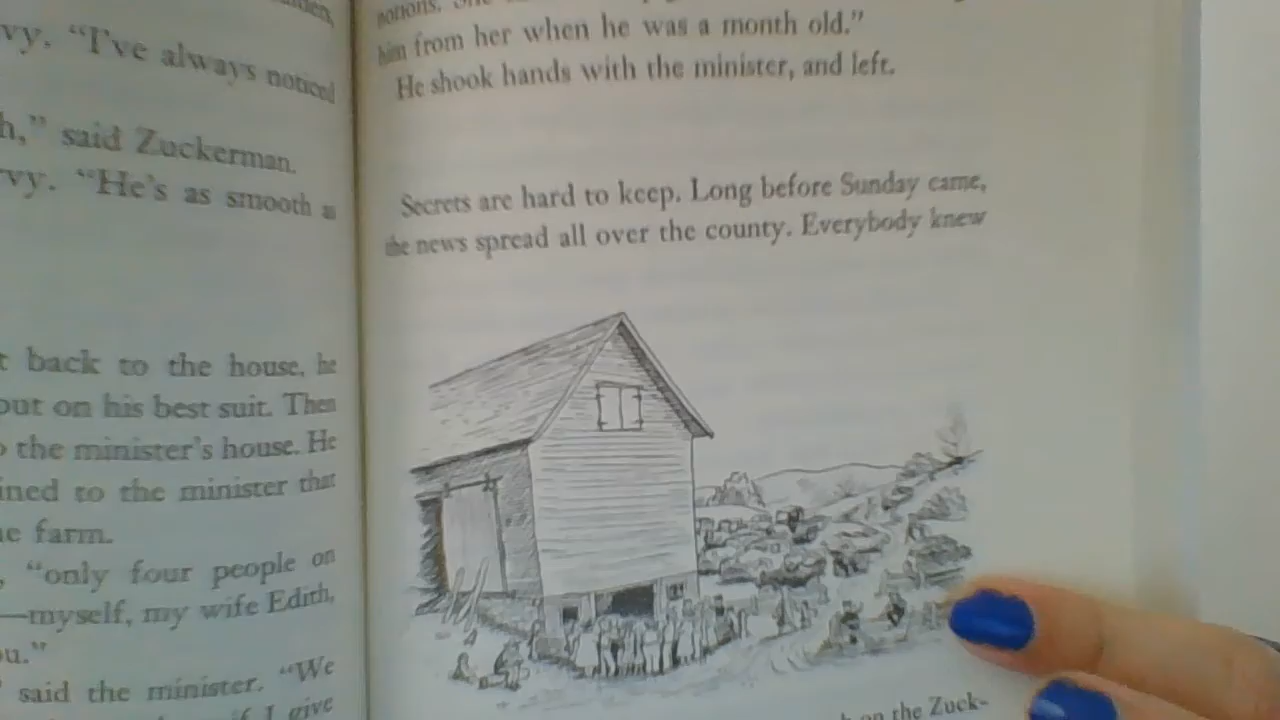 vy. "I've always noticed
h," said Zuckerman.
vy. "He's as smooth as
t back to the house, he
put on his best suit. Then
the minister's house. He
ined to the minister that
e farm.
"only four people on
—myself, my wife Edith,
u."
said the minister. "We
I give
notions.
him from her when he was a month old."
He shook hands with the minister, and left.
Secrets are hard to keep. Long before Sunday came,
the news spread all over the county. Everybody knew
on the Zuck-